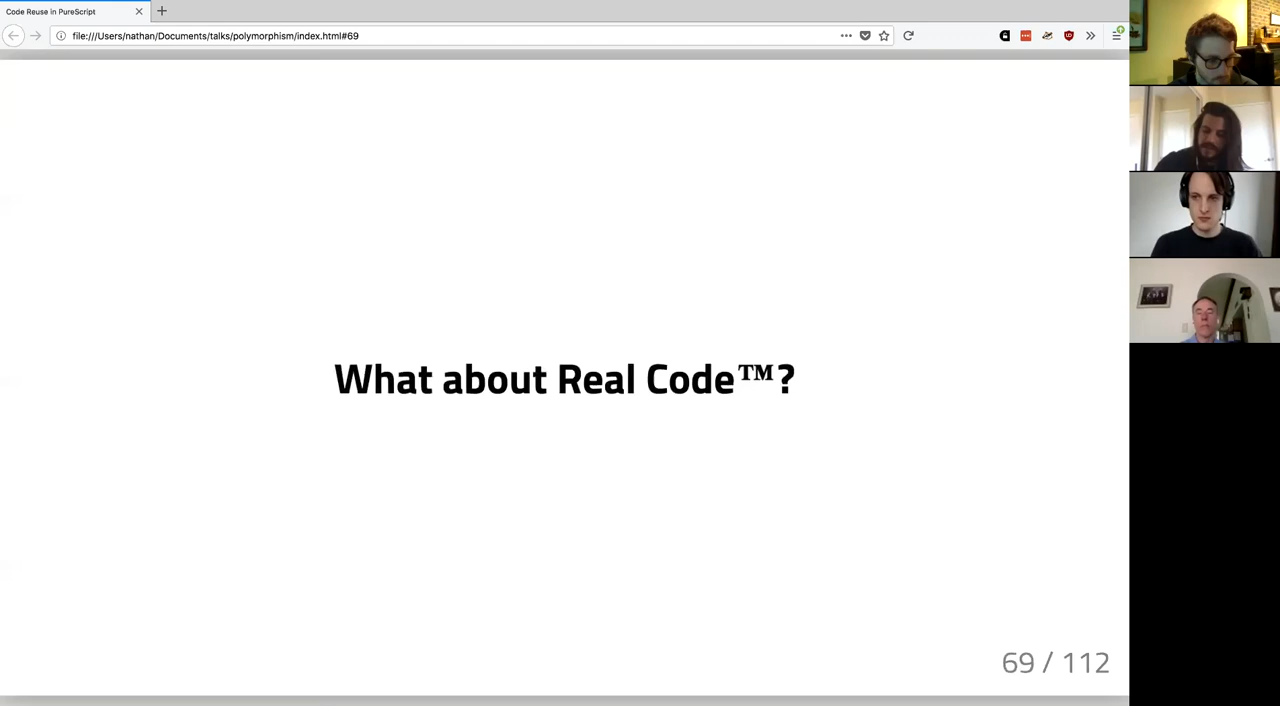 Code Reuse in PureScript
file:///Users/nathan/Documents/talks/polymorphism/index.html#69
What about Real Code™?
69 / 112